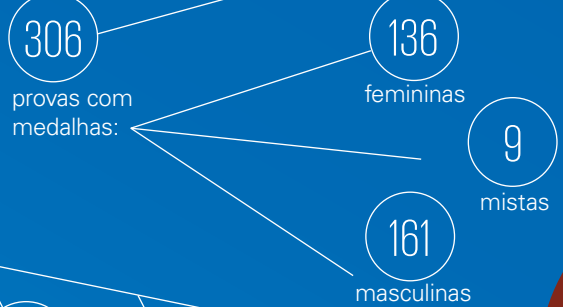 306
provas com
medalhas:
136
femininas
9
mistas
161
masculinas